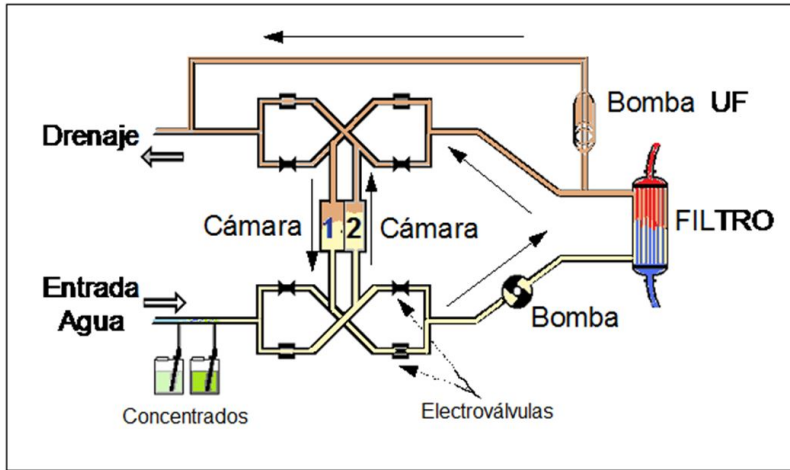 Bomba UF
Drenaje
Cámara
1
2
Cámara
FILTRO
Entrada
Agua
Bomba
Concentrados
Electroválvulas